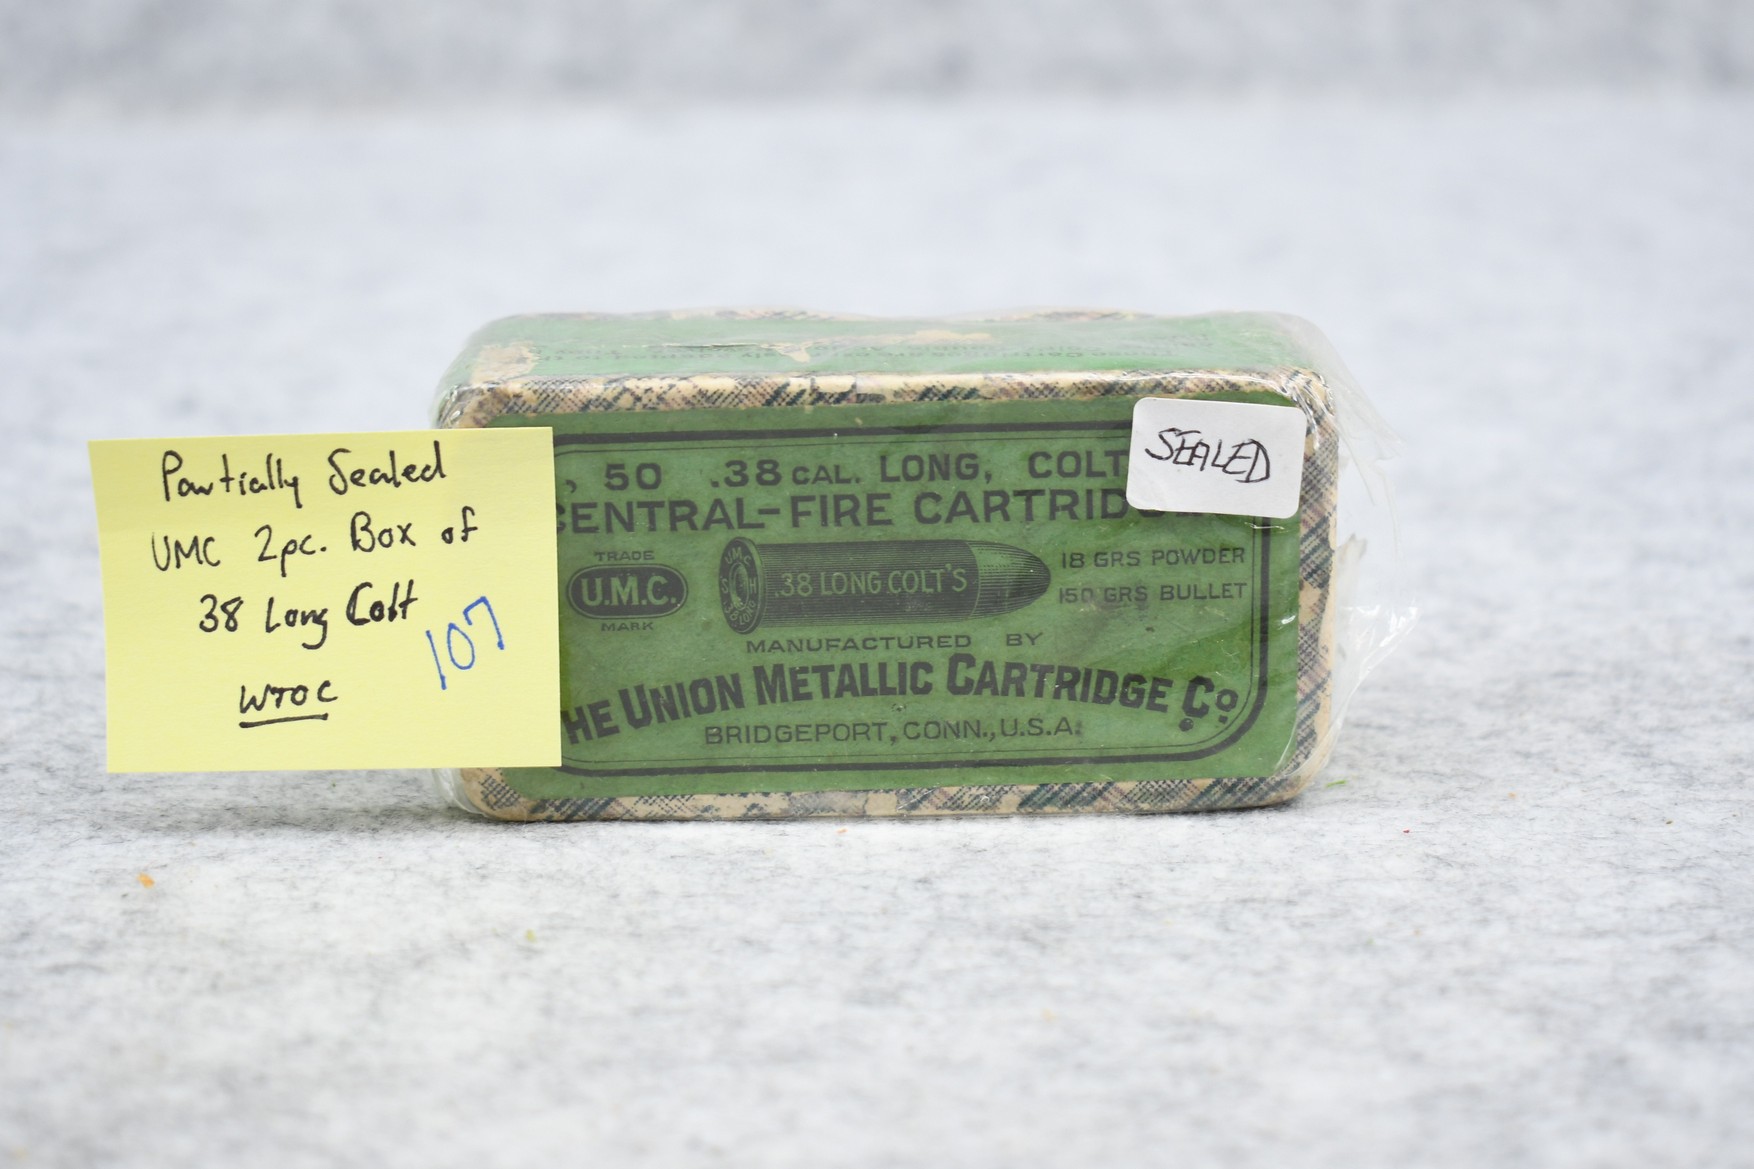 Partially Sealed
UMC 2pc. Box of
38 Long Colt
107
WTOC
SEALED
, 50 .38 CAL. LONG, COLT
CENTRAL-FIRE CARTRIDG
TRADE
U.M.C.
MARK
U.M.C.
S H
.38 LONG COLT'S
18 GRS POWDER
150 GRS BULLET
MANUFACTURED BY
HE UNION METALLIC CARTRIDGE CO.
BRIDGEPORT, CONN., U.S.A.